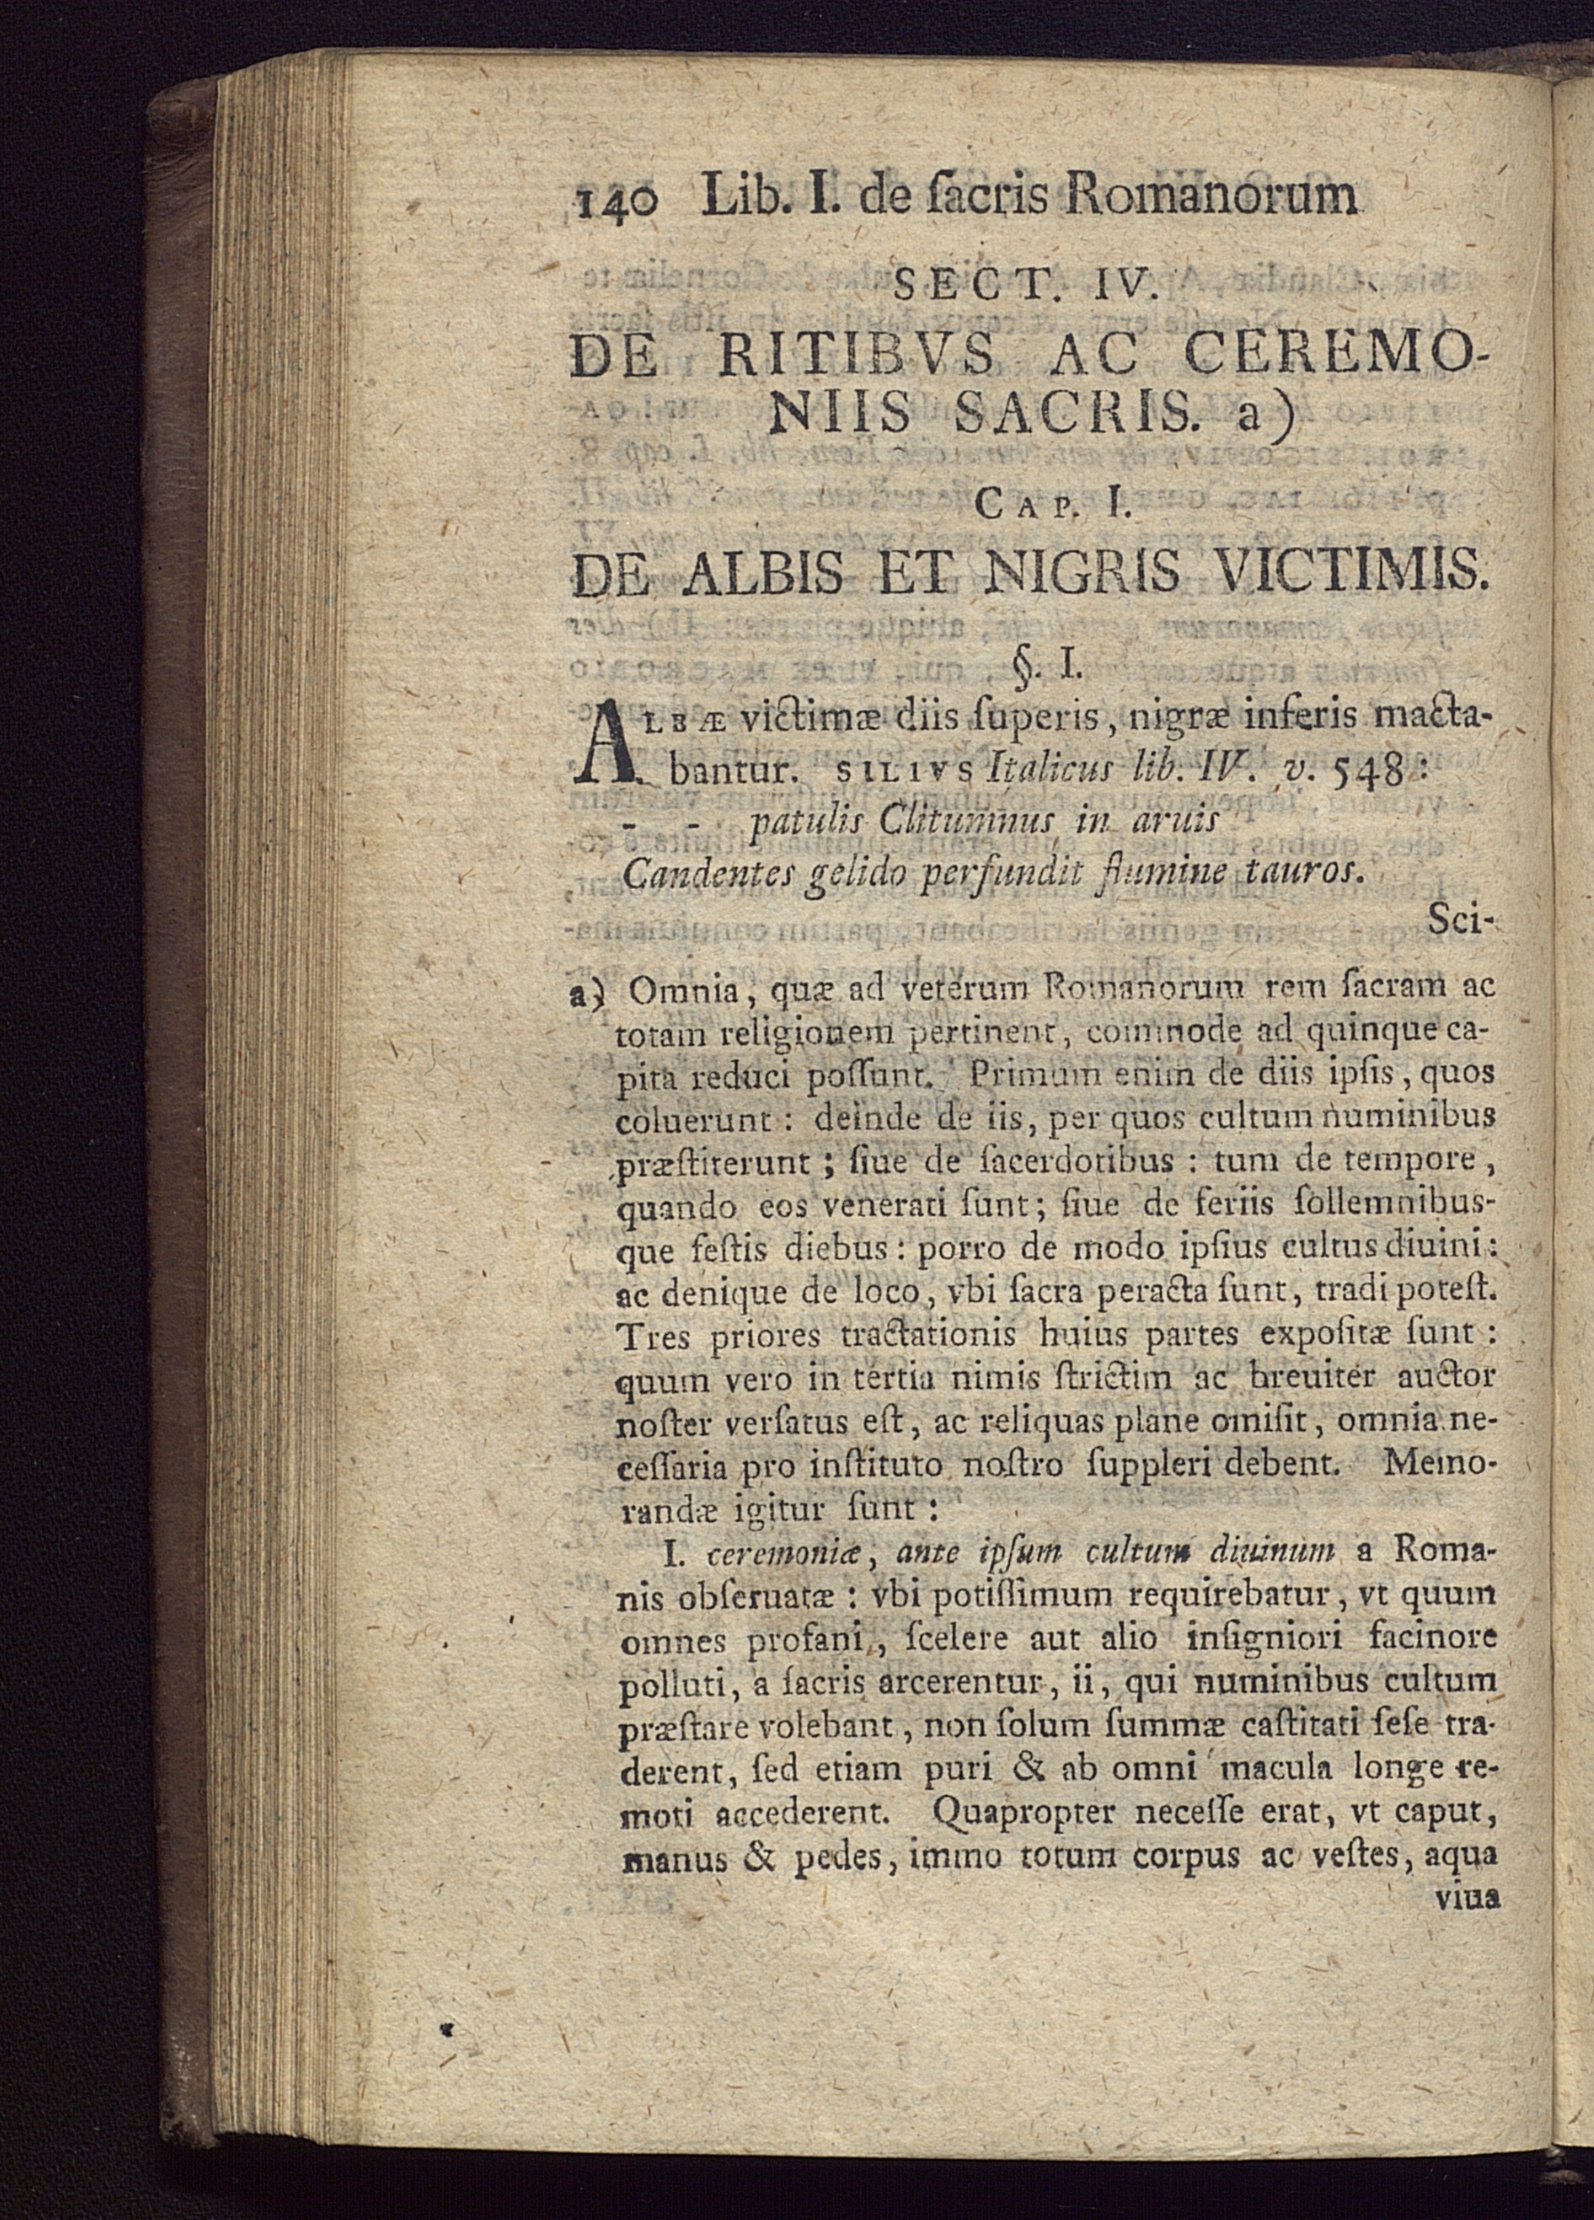 140 Lib. I. de ſacris Romanorum
SECT. IV.
DE RITIBVS AC CEREMO-
NIIS SACRIS. a)
CAP. I.
DE ALBIS ET NIGRIS VICTIMIS.
§. I.
ALBÆ victimæ diis ſuperis, nigræ inferis macta-
bantur. SILIVS Italicus lib. IV. v. 548:
- - patulis Clitumnus in aruis
Candentes gelido perfundit flumine tauros.
Sci-
a) Omnia, quæ ad veterum Romanorum rem ſacram ac
totam religionem pertinent, commode ad quinque ca-
pita reduci poſſunt. Primum enim de diis ipſis, quos
coluerunt: deinde de iis, per quos cultum numinibus
præſtiterunt; ſiue de ſacerdotibus: tum de tempore,
quando eos venerati ſunt; ſiue de feriis ſollemnibus-
que feſtis diebus: porro de modo ipſius cultus diuini:
ac denique de loco, vbi ſacra peracta ſunt, tradi poteſt.
Tres priores tractationis huius partes expoſitæ ſunt:
quum vero in tertia nimis ſtrictim ac breuiter auctor
noſter verſatus eſt, ac reliquas plane omiſit, omnia ne-
ceſſaria pro inſtituto noſtro ſuppleri debent. Memo-
randæ igitur ſunt:
I. ceremoniæ, ante ipſum cultum diuinum a Roma-
nis obſeruatæ: vbi potiſſimum requirebatur, vt quum
omnes profani, ſcelere aut alio inſigniori facinore
polluti, a ſacris arcerentur, ii, qui numinibus cultum
præſtare volebant, non ſolum ſummæ caſtitati ſeſe tra-
derent, ſed etiam puri & ab omni macula longe re-
moti accederent. Quapropter neceſſe erat, vt caput,
manus & pedes, immo totum corpus ac veſtes, aqua
viua